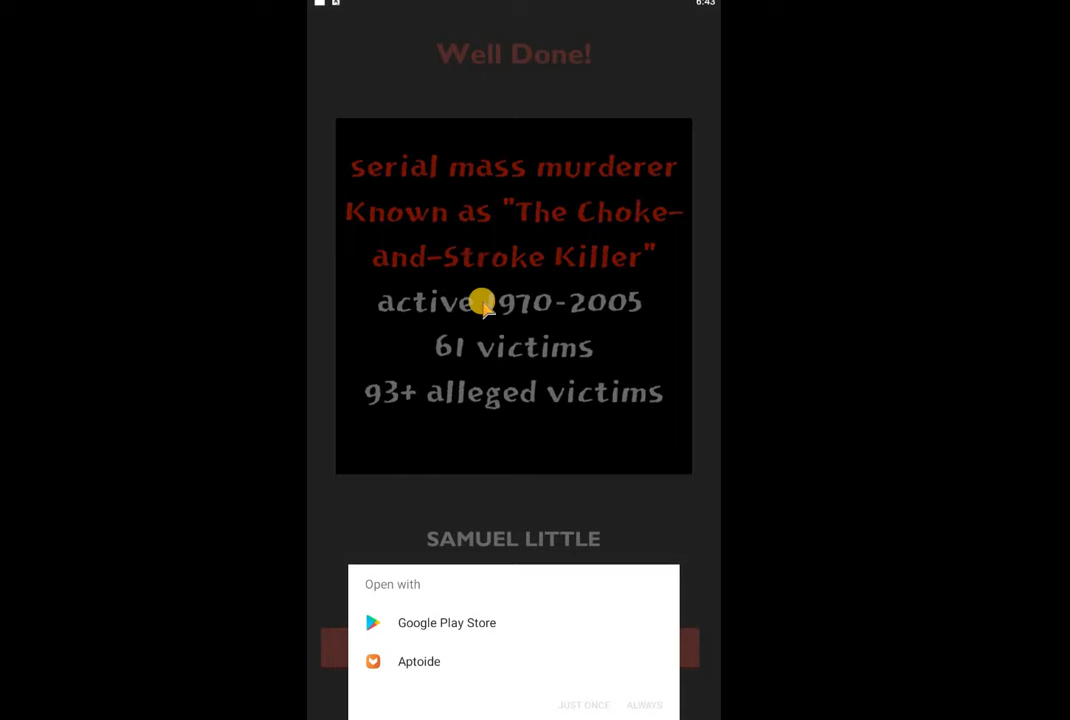 6:43
Well Done!
serial mass murderer
Known as "The Choke-
and-Stroke Killer"
active 1970-2005
61 victims
93+ alleged victims
SAMUEL LITTLE
Open with
Google Play Store
Aptoide
JUST ONCE ALWAYS